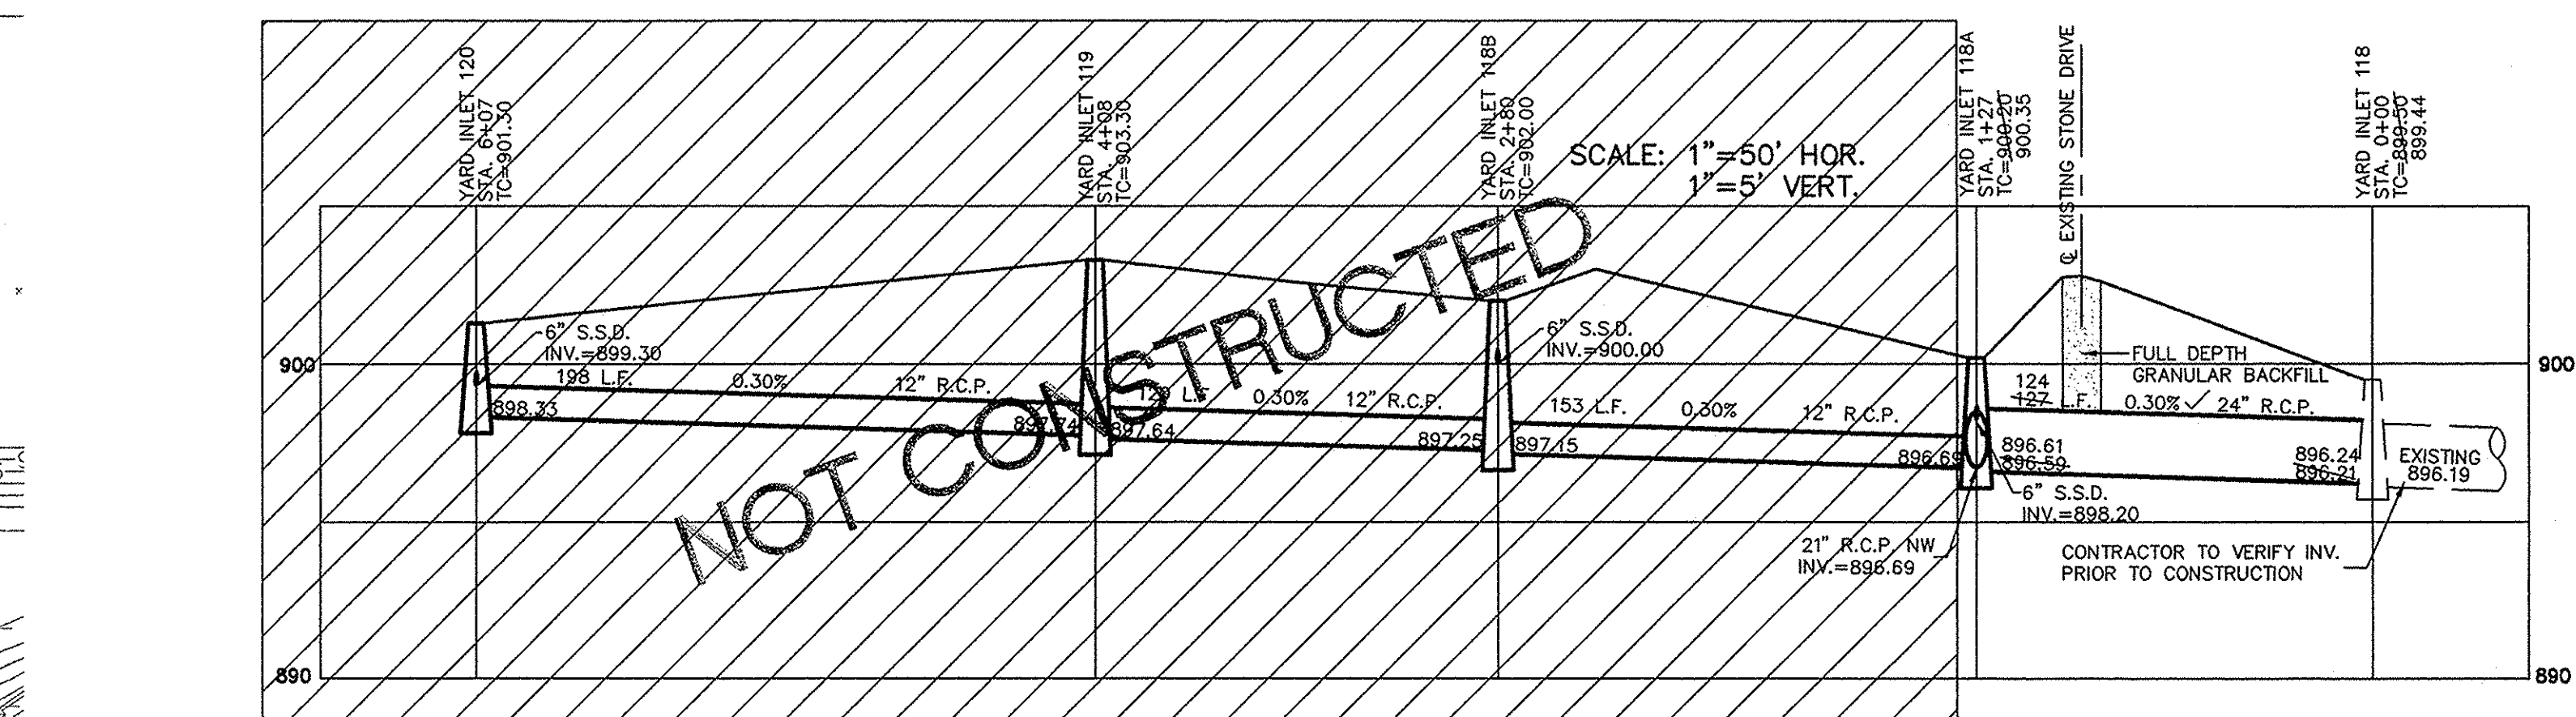 YARD INLET 120
STA. 6+07
TC=901.30
YARD INLET 119
STA. 4+08
TC=903.30
YARD INLET 118B
STA. 2+80
TC=902.00
SCALE: 1"=50' HOR.
1"=5' VERT.
YARD INLET 118A
STA. 1+27
TC=900.20
900.35
℄ EXISTING STONE DRIVE
YARD INLET 118
STA. 0+00
TC=899.50
899.44
NOT CONSTRUCTED
900
6" S.S.D.
INV.=899.30
198 L.F.
0.30%
12" R.C.P.
898.33
897.74
897.64
L.F.
0.30%
12" R.C.P.
897.25
6" S.S.D.
INV.=900.00
153 L.F.
0.30%
12" R.C.P.
897.15
896.69
21" R.C.P. NW
INV.=896.69
FULL DEPTH
GRANULAR BACKFILL
124
127 L.F.
0.30% ✓ 24" R.C.P.
896.61
896.59
6" S.S.D.
INV.=898.20
896.24
896.21
EXISTING
896.19
CONTRACTOR TO VERIFY INV.
PRIOR TO CONSTRUCTION
900
890
890